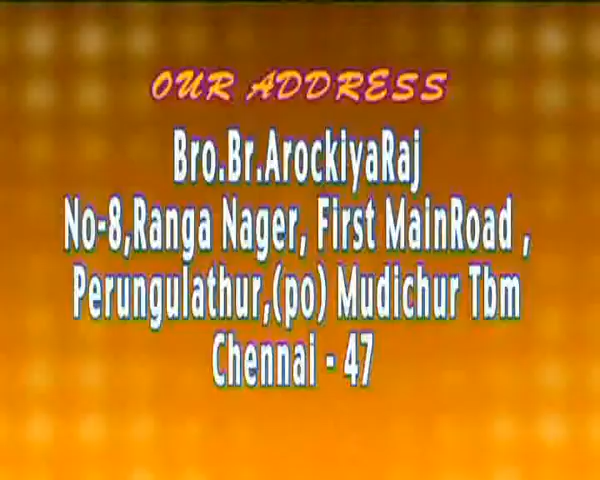 OUR ADDRESS
Bro.Br.ArockiyaRaj
No-8,Ranga Nager, First MainRoad ,
Perungulathur,(po) Mudichur Tbm
Chennai - 47